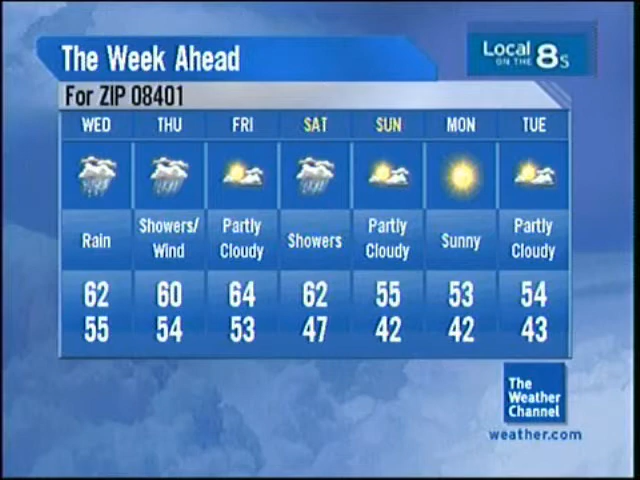 The Week Ahead
Local
ON THE 8s
For ZIP 08401
WED THU FRI SAT SUN MON TUE
Rain
Showers/
Wind
Partly
Cloudy
Showers
Partly
Cloudy
Sunny
Partly
Cloudy
62 60 64 62 55 53 54
55 54 53 47 42 42 43
The
Weather
Channel
weather.com